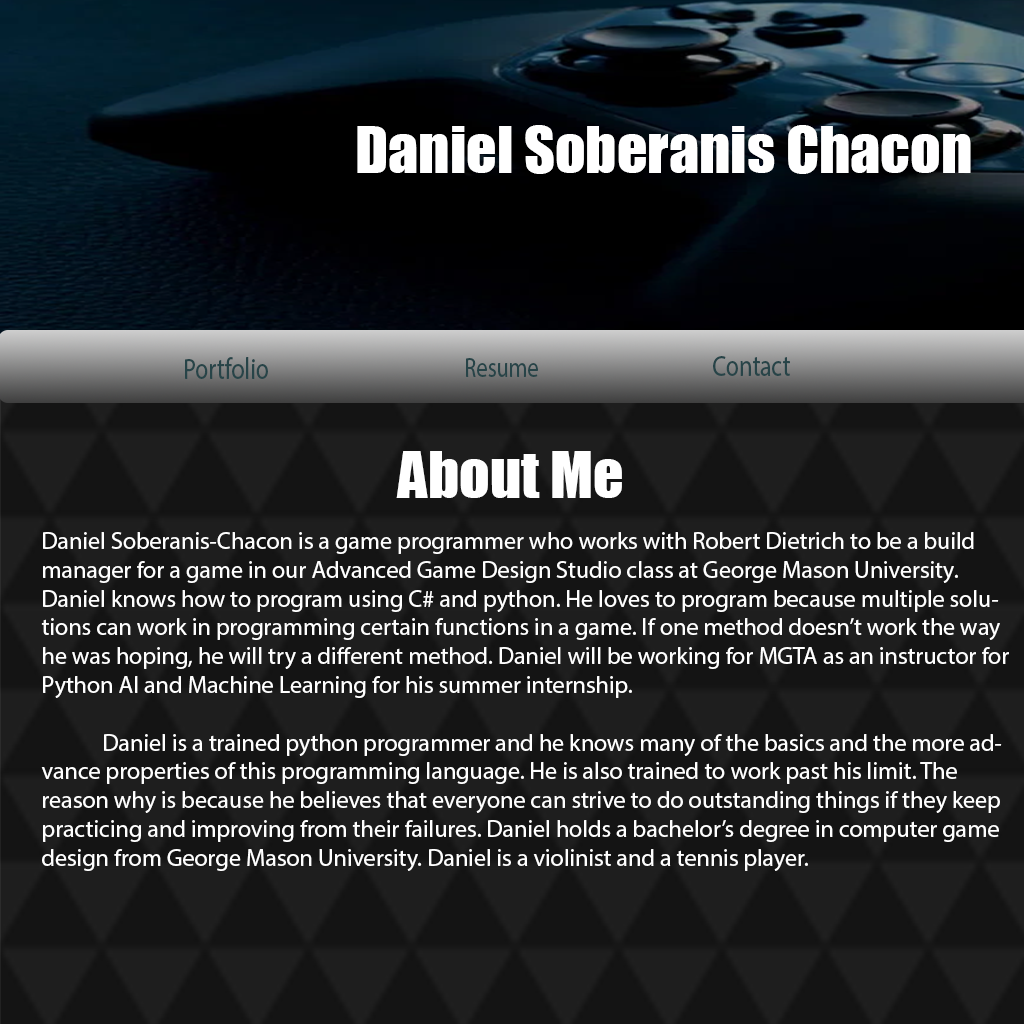 Daniel Soberanis Chacon
Portfolio
Resume
Contact
About Me
Daniel Soberanis-Chacon is a game programmer who works with Robert Dietrich to be a build
manager for a game in our Advanced Game Design Studio class at George Mason University.
Daniel knows how to program using C# and python. He loves to program because multiple solu-
tions can work in programming certain functions in a game. If one method doesn’t work the way
he was hoping, he will try a different method. Daniel will be working for MGTA as an instructor for
Python AI and Machine Learning for his summer internship.
Daniel is a trained python programmer and he knows many of the basics and the more ad-
vance properties of this programming language. He is also trained to work past his limit. The
reason why is because he believes that everyone can strive to do outstanding things if they keep
practicing and improving from their failures. Daniel holds a bachelor’s degree in computer game
design from George Mason University. Daniel is a violinist and a tennis player.